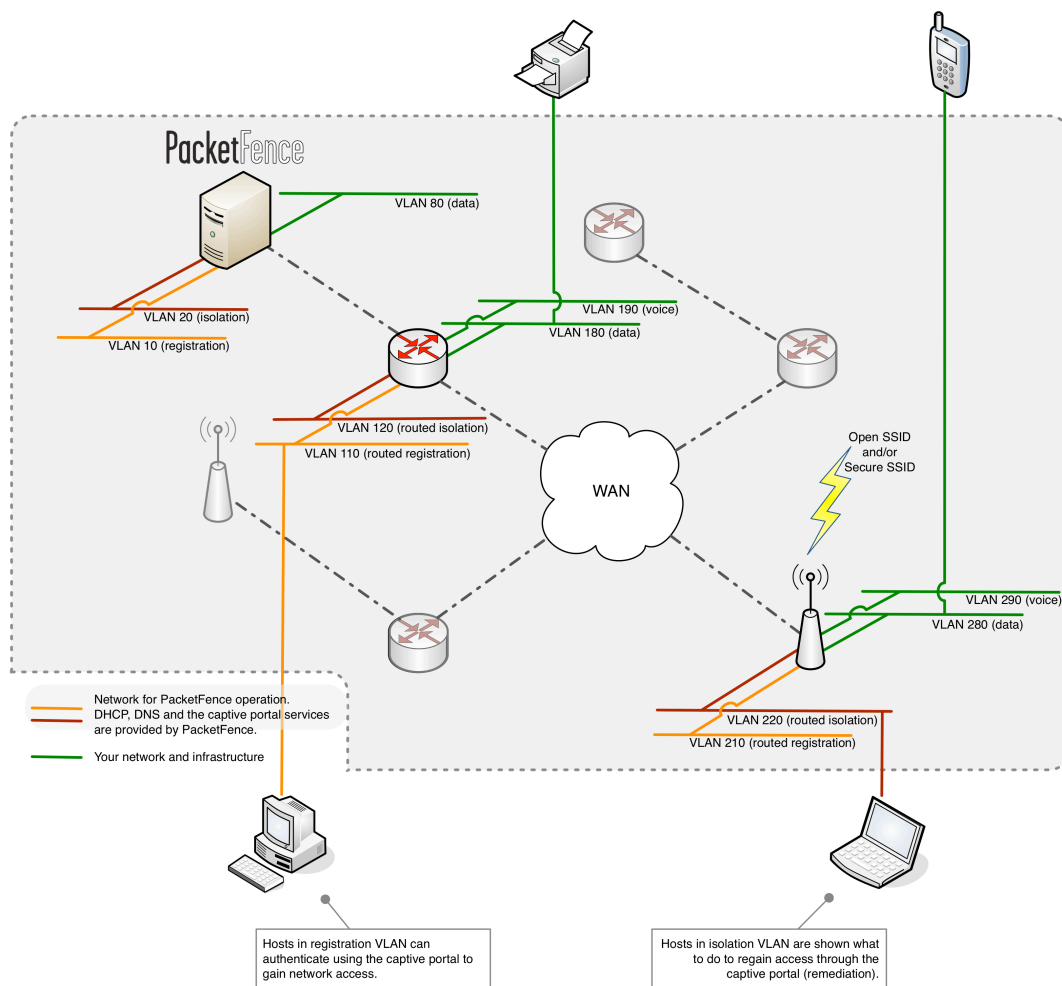 PacketFence
VLAN 80 (data)
VLAN 20 (isolation)
VLAN 10 (registration)
VLAN 190 (voice)
VLAN 180 (data)
VLAN 120 (routed isolation)
VLAN 110 (routed registration)
WAN
Open SSID
and/or
Secure SSID
VLAN 290 (voice)
VLAN 280 (data)
VLAN 220 (routed isolation)
VLAN 210 (routed registration)
Network for PacketFence operation.
DHCP, DNS and the captive portal services
are provided by PacketFence.
Your network and infrastructure
Hosts in registration VLAN can
authenticate using the captive portal to
gain network access.
Hosts in isolation VLAN are shown what
to do to regain access through the
captive portal (remediation).